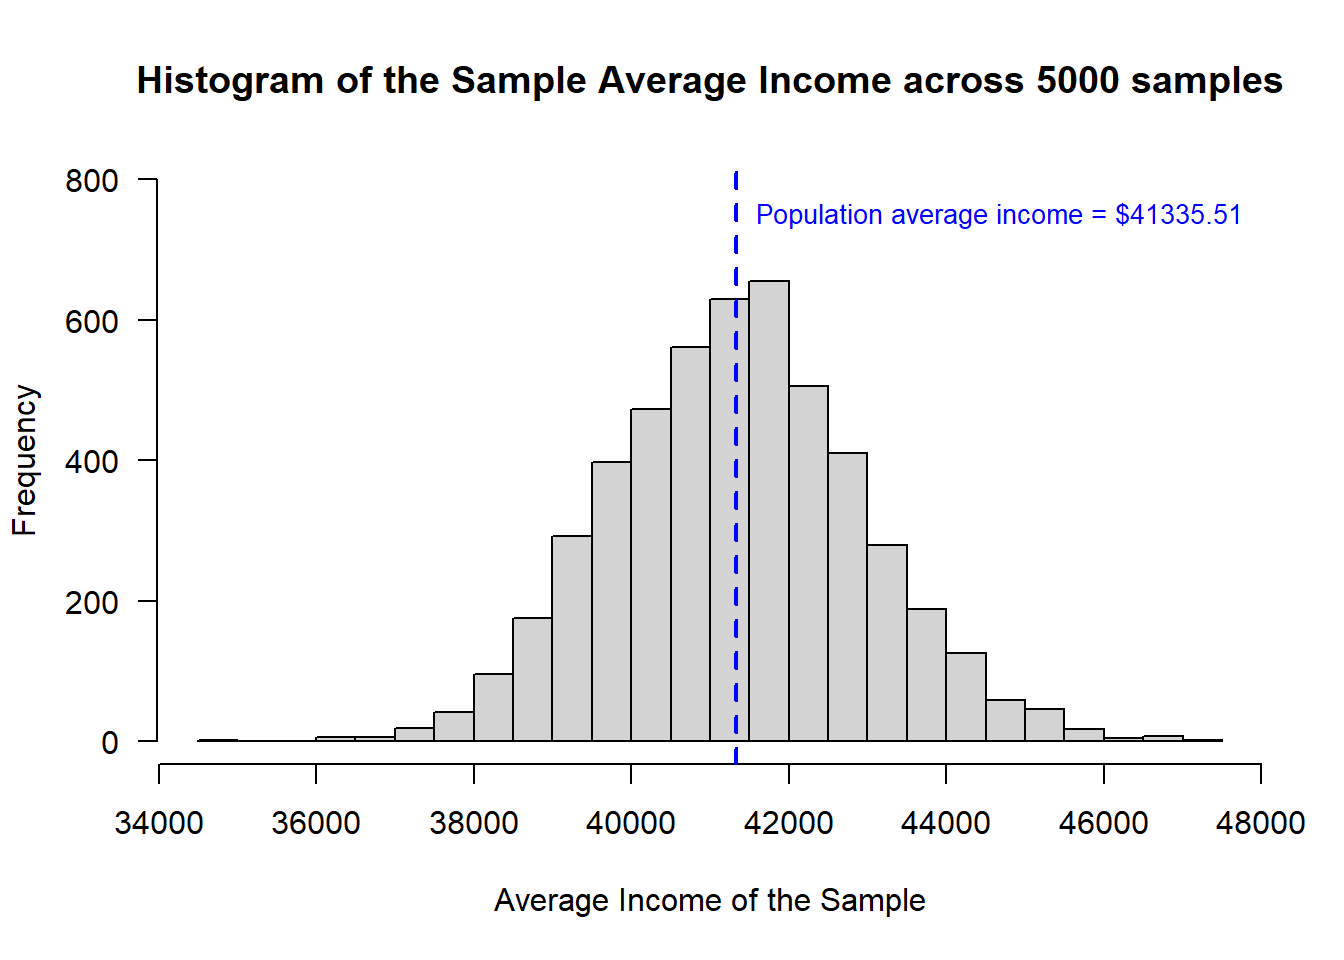 Histogram of the Sample Average Income across 5000 samples
800
Population average income = $41335.51
600
400
200
0
Frequency
34000 36000 38000 40000 42000 44000 46000 48000
Average Income of the Sample